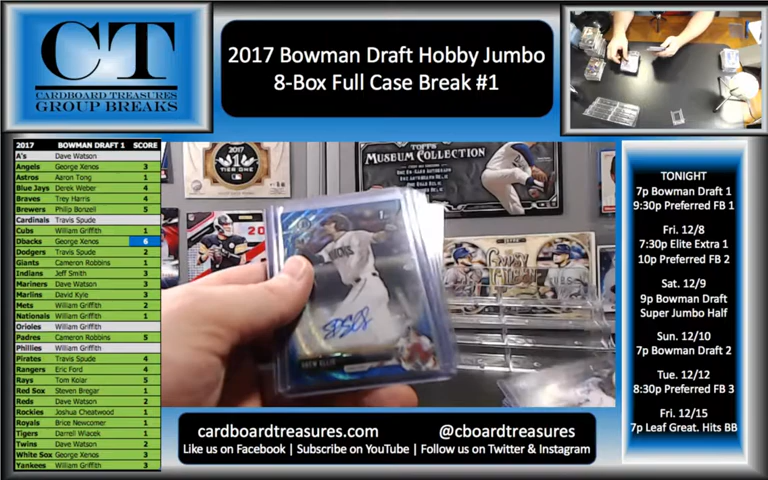 CT
CARDBOARD TREASURES
GROUP BREAKS
2017 Bowman Draft Hobby Jumbo
8-Box Full Case Break #1
2017 BOWMAN DRAFT 1 SCORE
A's Dave Watson
Angels George Xenos 3
Astros Aaron Tong 1
Blue Jays Derek Weber 4
Braves Trey Harris 4
Brewers Philip Bonzell 5
Cardinals Travis Spude
Cubs William Griffith 1
Dbacks George Xenos 6
Dodgers Travis Spude 2
Giants Cameron Robbins 1
Indians Jeff Smith 3
Mariners Dave Watson 3
Marlins David Kyle 3
Mets William Griffith 2
Nationals William Griffith 1
Orioles William Griffith
Padres Cameron Robbins 5
Phillies William Griffith
Pirates Travis Spude 4
Rangers Eric Ford 4
Rays Tom Kolar 5
Red Sox Steven Bregar 1
Reds Dave Watson 2
Rockies Joshua Cheatwood 1
Royals Brice Newcomer 1
Tigers Darrell Wiacek 1
Twins Dave Watson 2
White Sox George Xenos 3
Yankees William Griffith 3
2017
TIER ONE
TOPPS
MUSEUM COLLECTION
20
GYPSY
1st
DREW ELLIS
TONIGHT
7p Bowman Draft 1
9:30p Preferred FB 1
Fri. 12/8
7:30p Elite Extra 1
10p Preferred FB 2
Sat. 12/9
9p Bowman Draft
Super Jumbo Half
Sun. 12/10
7p Bowman Draft 2
Tue. 12/12
8:30p Preferred FB 3
Fri. 12/15
7p Leaf Great. Hits BB
cardboardtreasures.com @cboardtreasures
Like us on Facebook | Subscribe on YouTube | Follow us on Twitter & Instagram